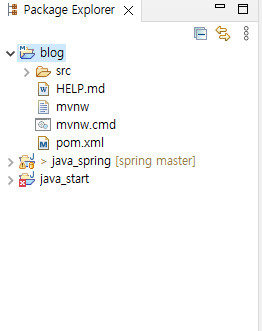 Package Explorer
blog
src
HELP.md
mvnw
mvnw.cmd
pom.xml
> java_spring [spring master]
java_start